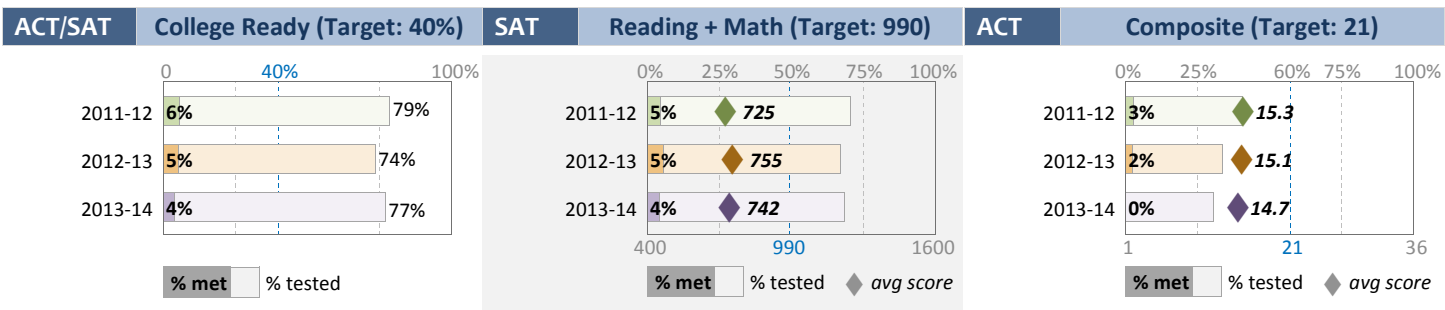 ACT/SAT College Ready (Target: 40%)
0 40% 100%
2011-12 6% 79%
2012-13 5% 74%
2013-14 4% 77%
% met % tested
SAT Reading + Math (Target: 990)
0% 25% 50% 75% 100%
2011-12 5% 725
2012-13 5% 755
2013-14 4% 742
400 990 1600
% met % tested avg score
ACT Composite (Target: 21)
0% 25% 60% 75% 100%
2011-12 3% 15.3
2012-13 2% 15.1
2013-14 0% 14.7
1 21 36
% met % tested avg score